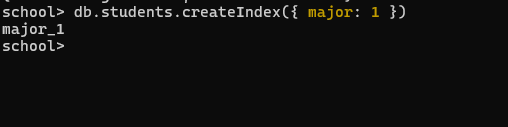 school> db.students.createIndex({ major: 1 })
major_1
school>